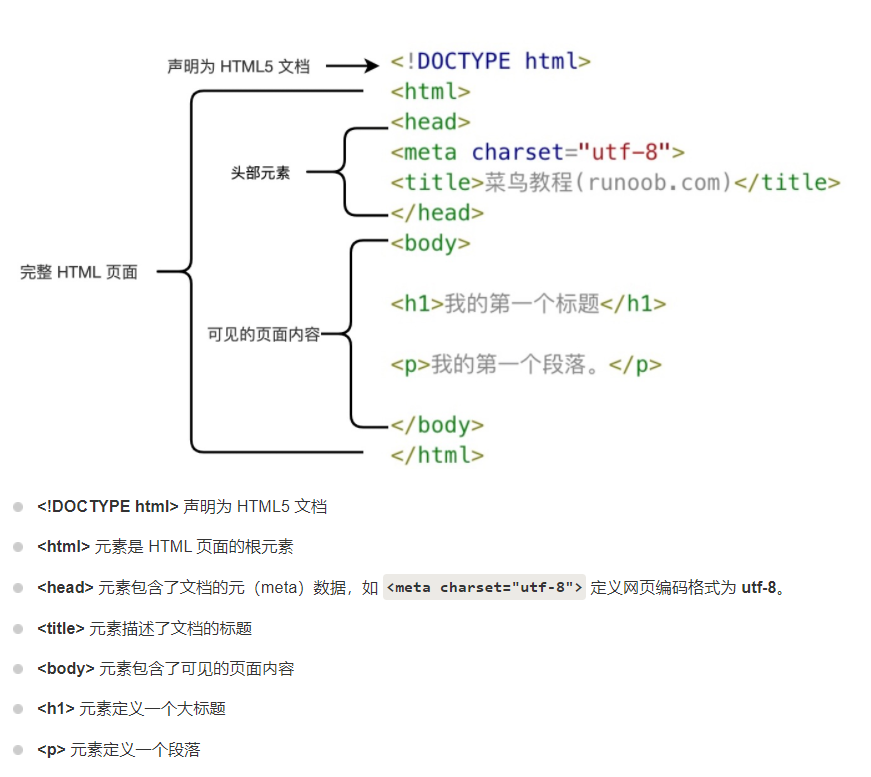 声明为 HTML5 文档
<!DOCTYPE html>
<html>
<head>
<meta charset="utf-8">
头部元素
<title>菜鸟教程(runoob.com)</title>
</head>
<body>
完整 HTML 页面
<h1>我的第一个标题</h1>
可见的页面内容
<p>我的第一个段落。</p>
</body>
</html>
<!DOCTYPE html> 声明为 HTML5 文档
<html> 元素是 HTML 页面的根元素
<head> 元素包含了文档的元（meta）数据，如 <meta charset="utf-8"> 定义网页编码格式为 utf-8。
<title> 元素描述了文档的标题
<body> 元素包含了可见的页面内容
<h1> 元素定义一个大标题
<p> 元素定义一个段落